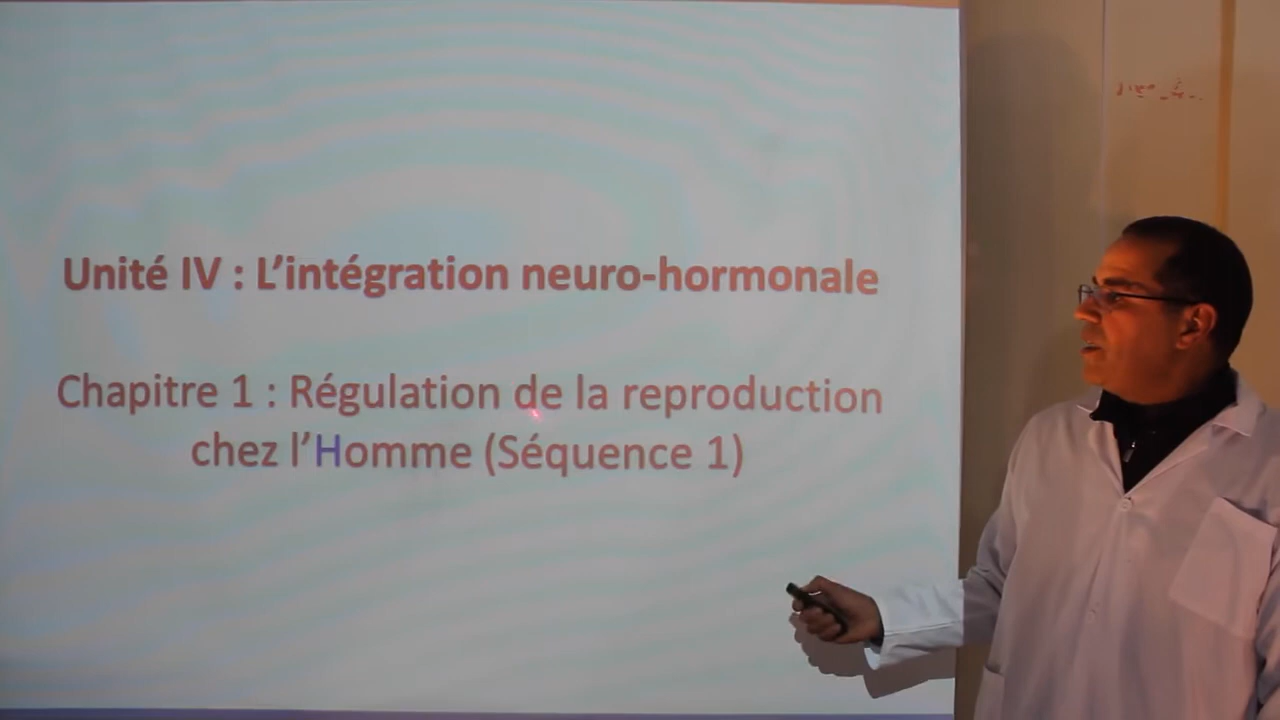 Unité IV : L’intégration neuro-hormonale
Chapitre 1 : Régulation de la reproduction
chez l’Homme (Séquence 1)